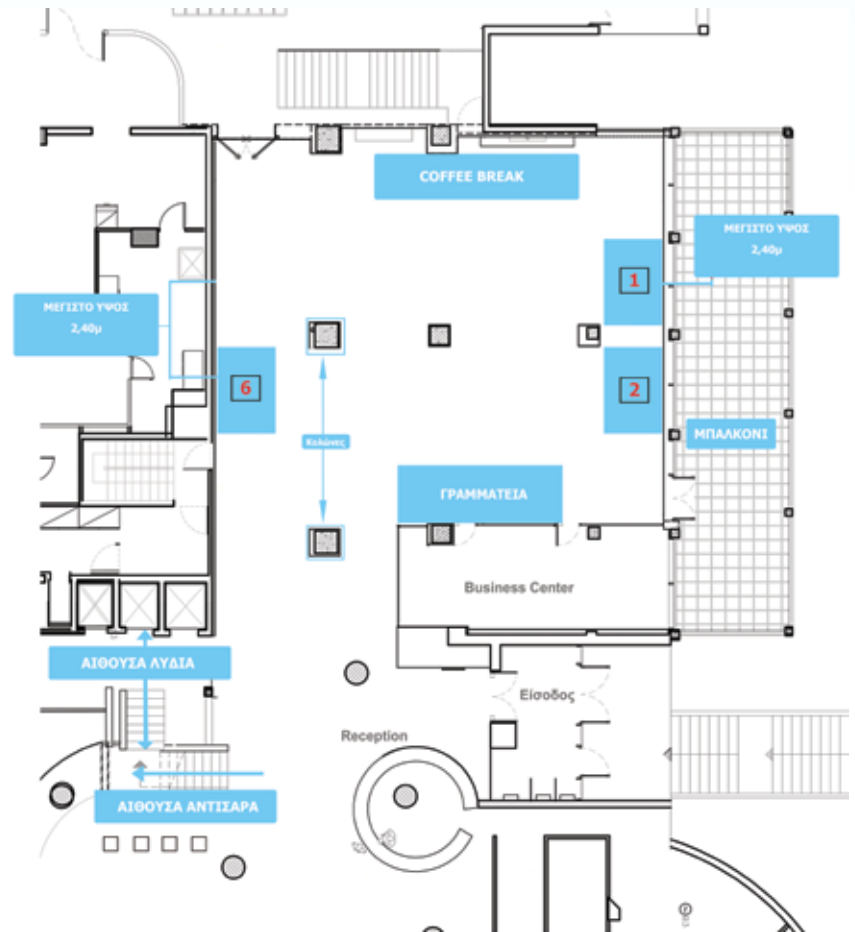 COFFEE BREAK
ΜΕΓΙΣΤΟ ΥΨΟΣ
2,40μ
1
ΜΕΓΙΣΤΟ ΥΨΟΣ
2,40μ
6
2
Κολώνες
ΜΠΑΛΚΟΝΙ
ΓΡΑΜΜΑΤΕΙΑ
Business Center
ΑΙΘΟΥΣΑ ΛΥΔΙΑ
Είσοδος
Reception
ΑΙΘΟΥΣΑ ΑΝΤΙΣΑΡΑ